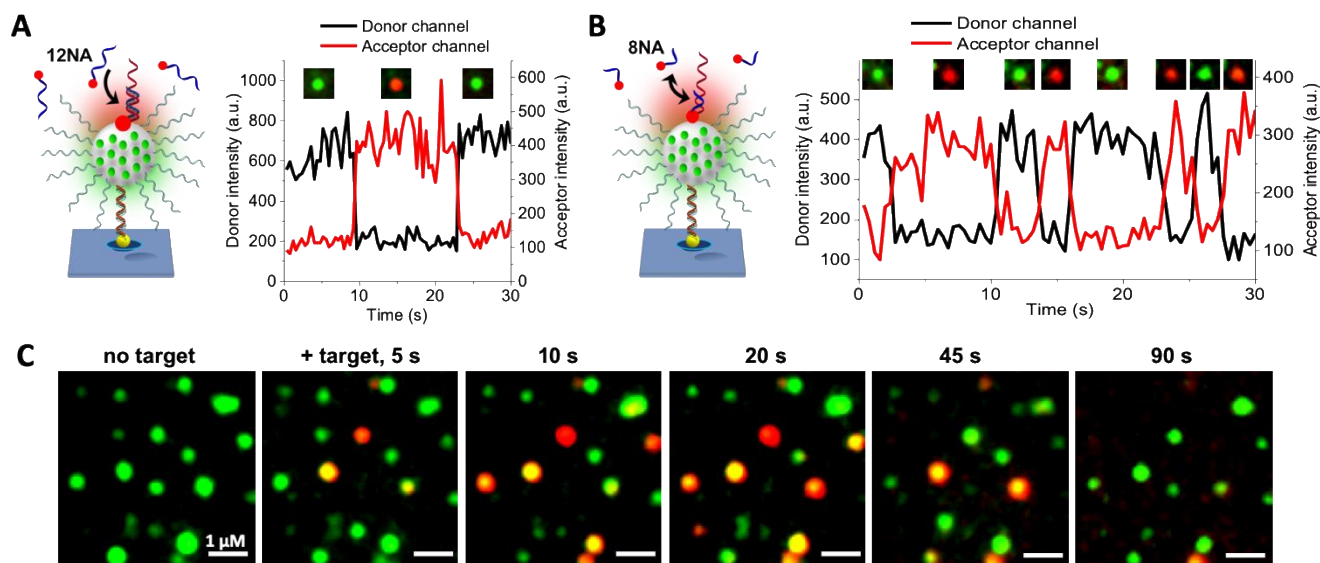 A
12NA
Donor channel
Acceptor channel
Donor intensity (a.u.)
1000
800
600
400
200
0
600
500
400
300
200
100
0
Acceptor intensity (a.u.)
0 10 20 30
Time (s)
B
8NA
Donor channel
Acceptor channel
Donor intensity (a.u.)
500
400
300
200
100
400
300
200
100
Acceptor intensity (a.u.)
0 10 20 30
Time (s)
C
no target
+ target, 5 s
10 s
20 s
45 s
90 s
1 µM